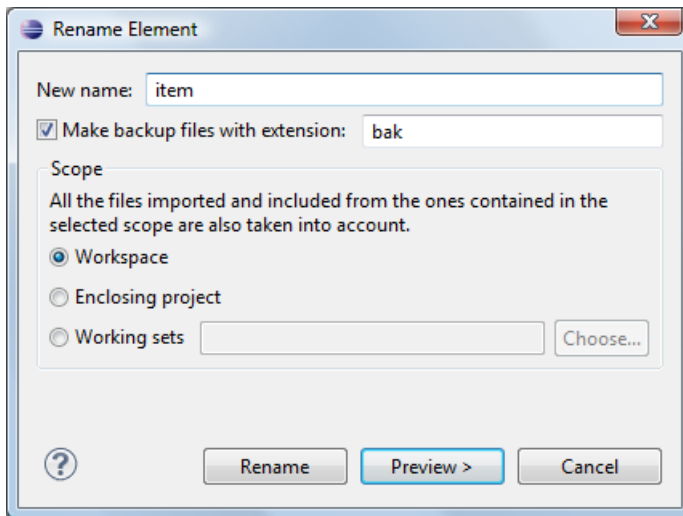 Rename Element
New name: item
Make backup files with extension: bak
Scope
All the files imported and included from the ones contained in the
selected scope are also taken into account.
Workspace
Enclosing project
Working sets Choose...
? Rename Preview > Cancel